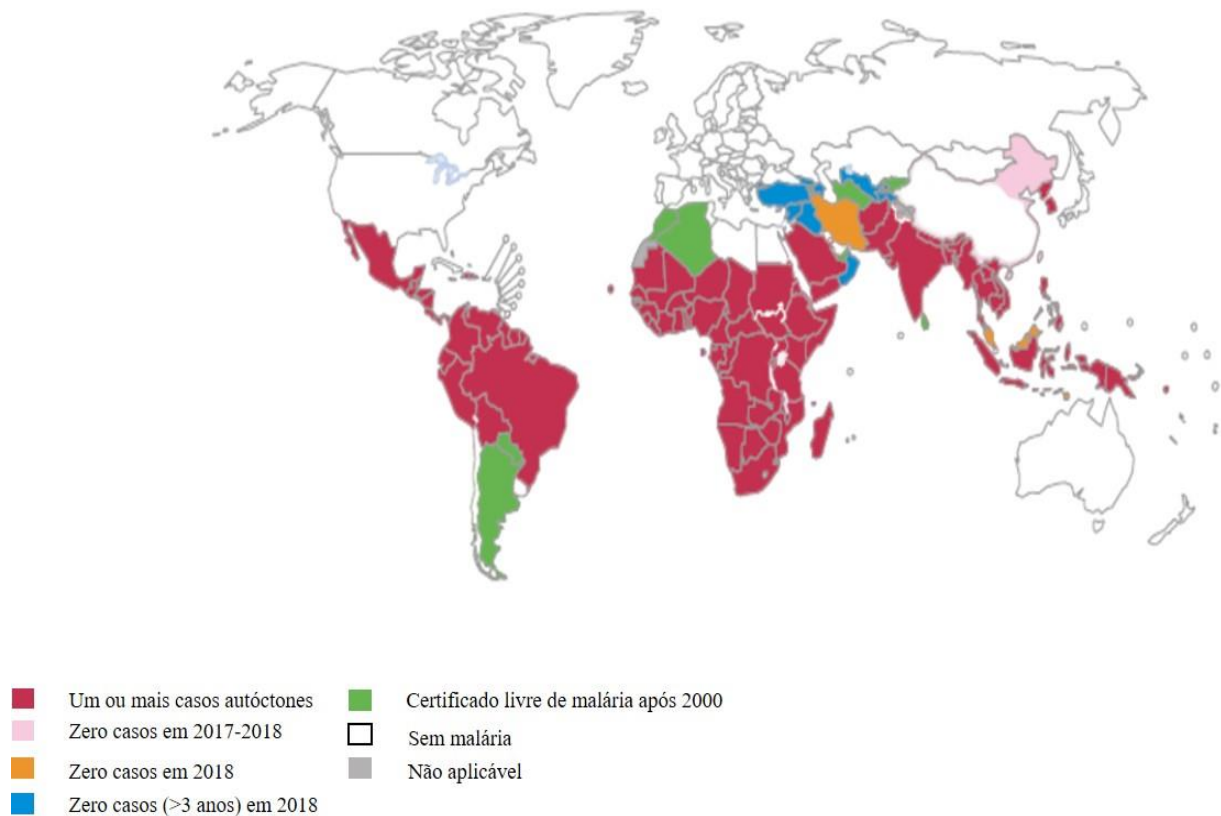 Um ou mais casos autóctones
Zero casos em 2017-2018
Zero casos em 2018
Zero casos (>3 anos) em 2018
Certificado livre de malária após 2000
Sem malária
Não aplicável